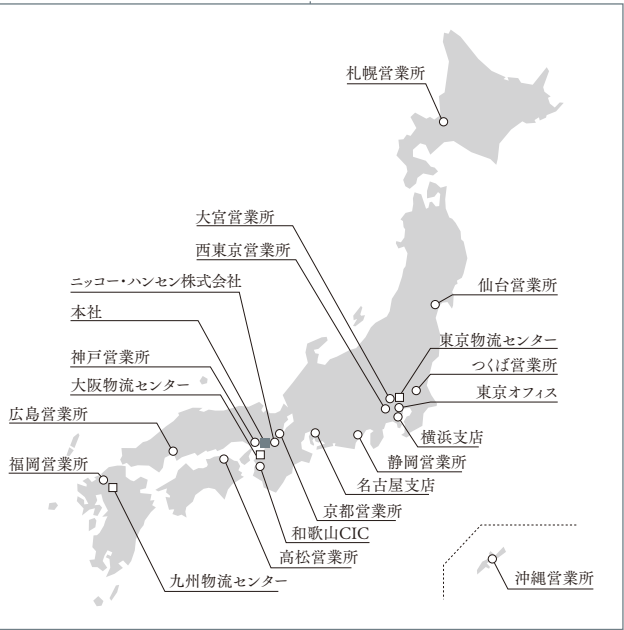 札幌営業所
大宮営業所
西東京営業所
ニッコー・ハンセン株式会社
本社
神戸営業所
大阪物流センター
広島営業所
福岡営業所
仙台営業所
東京物流センター
つくば営業所
東京オフィス
横浜支店
静岡営業所
名古屋支店
京都営業所
和歌山CIC
高松営業所
九州物流センター
沖縄営業所